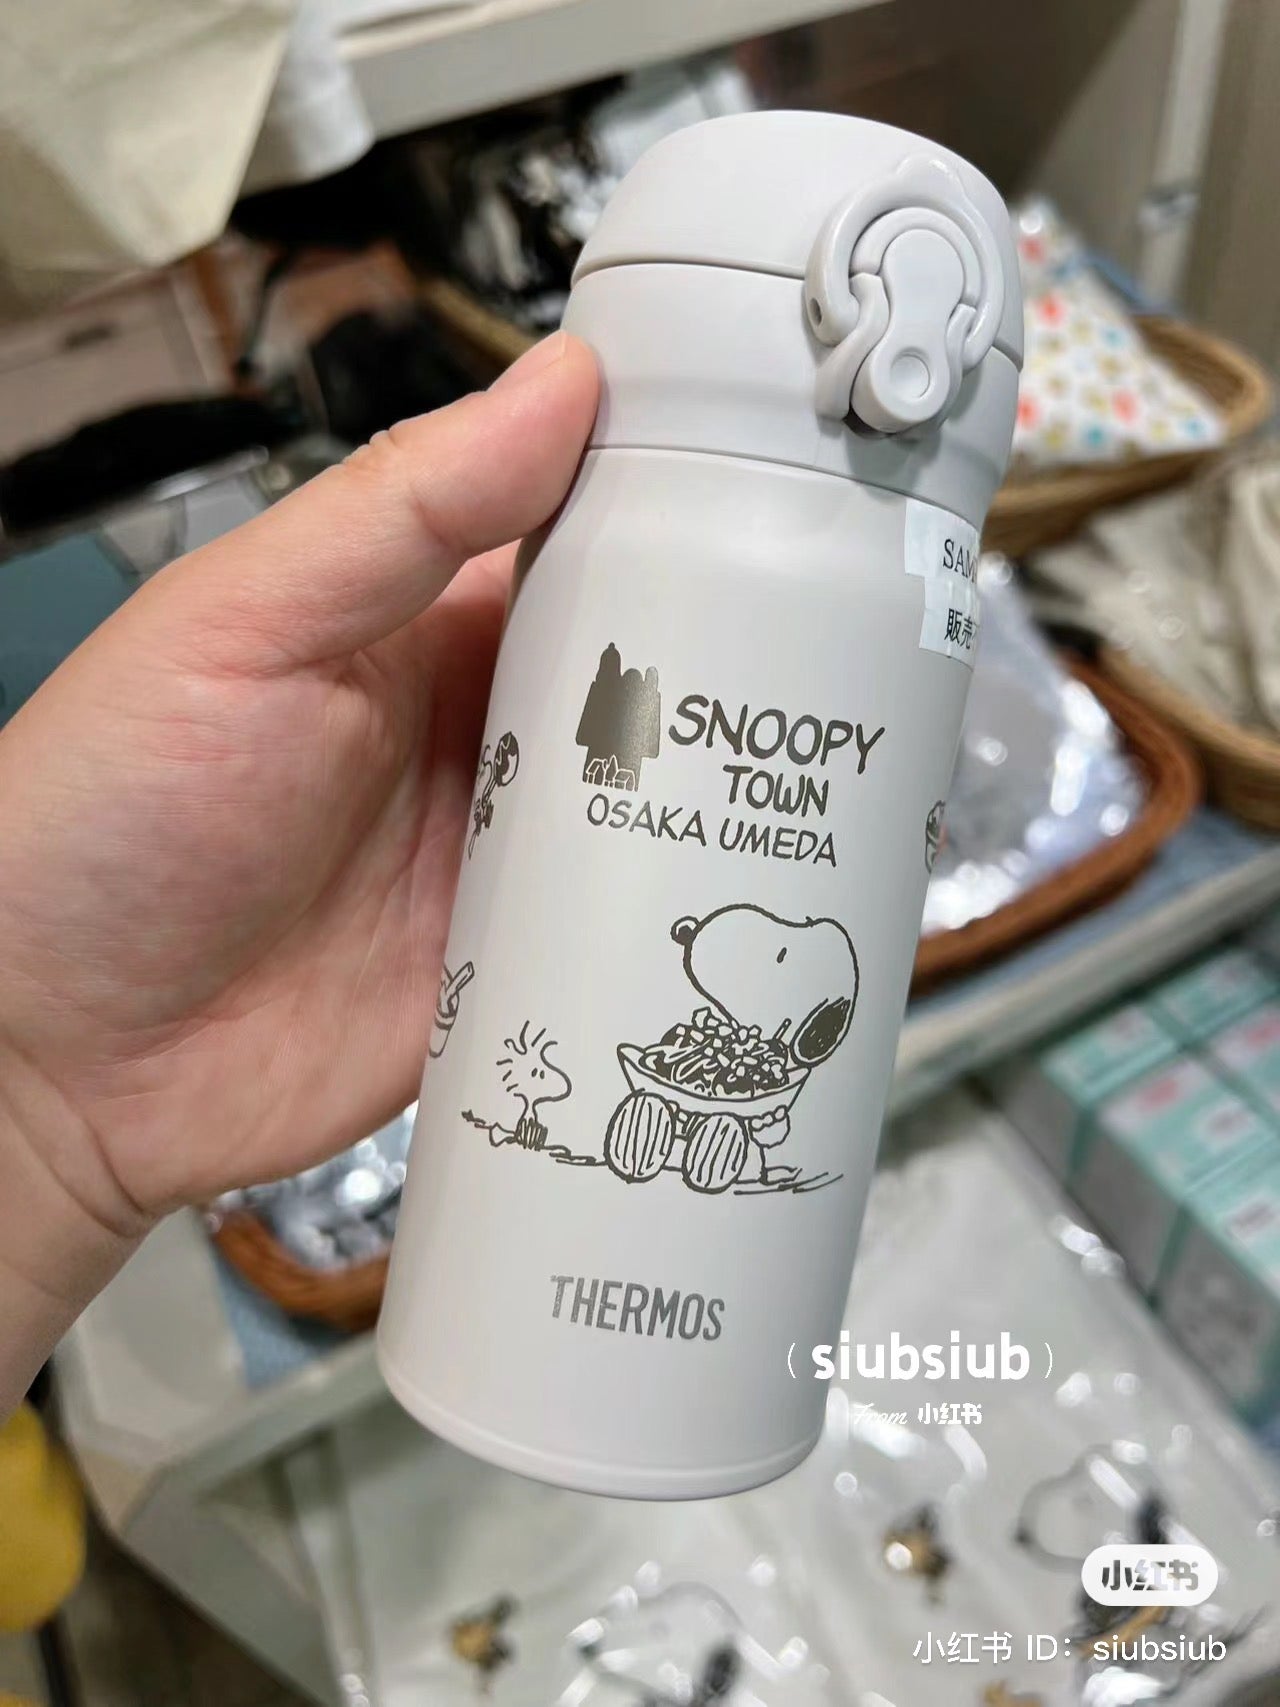 SNOOPY
TOWN
OSAKA UMEDA
THERMOS
(siubsiub)
From 小红书
小红书
小红书 ID: siubsiub